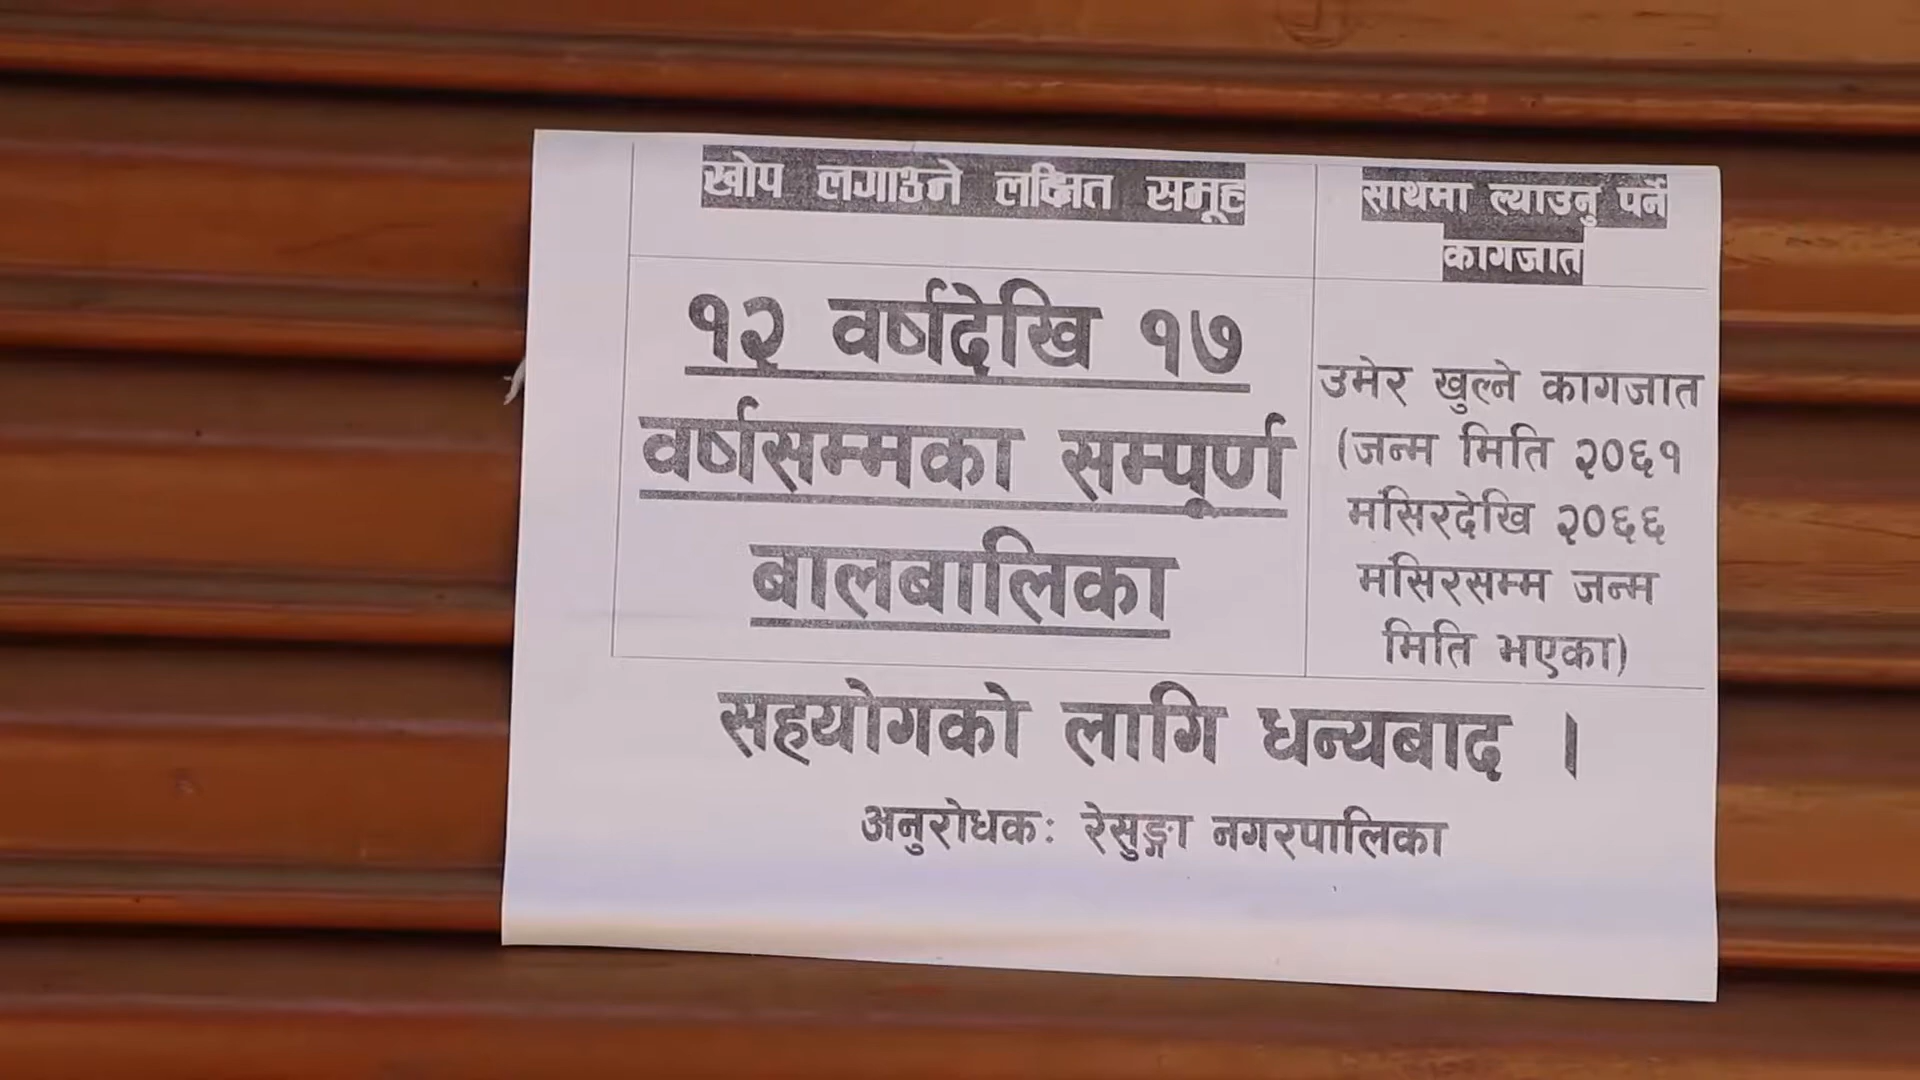 खोप लगाउने लक्षित समूह
साथमा ल्याउनु पर्ने
कागजात
१२ वर्षदेखि १७
वर्षसम्मका सम्पूर्ण
बालबालिका
उमेर खुल्ने कागजात
(जन्म मिति २०६१
मंसिरदेखि २०६६
मंसिरसम्म जन्म
मिति भएका)
सहयोगको लागि धन्यबाद ।
अनुरोधकः रेसुङ्गा नगरपालिका